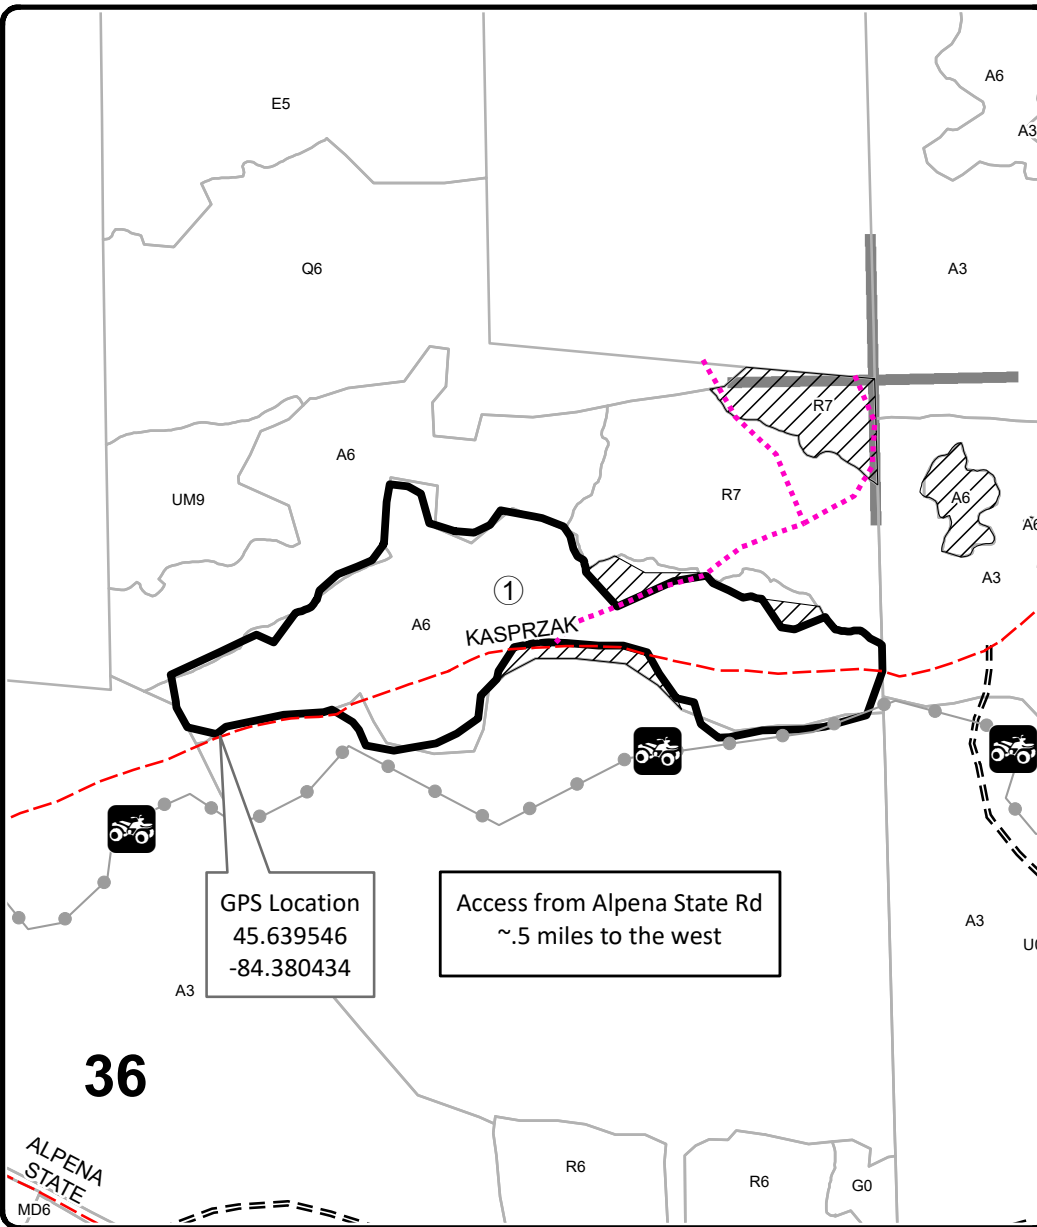 E5
A6
A3
Q6
A3
R7
A6
UM9
R7
A6
A6
A3
1
A6
KASPRZAK
GPS Location
45.639546
-84.380434
Access from Alpena State Rd
~.5 miles to the west
A3
A3
36
ALPENA
STATE
R6
R6
G0
MD6